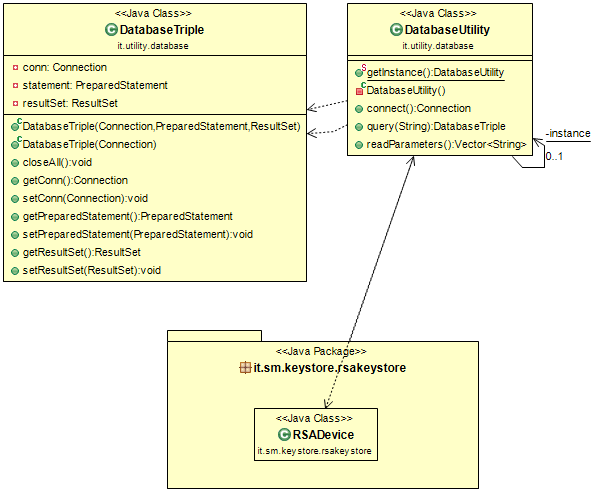 <<Java Class>>
DatabaseTriple
it.utility.database
conn: Connection
statement: PreparedStatement
resultSet: ResultSet
DatabaseTriple(Connection,PreparedStatement,ResultSet)
DatabaseTriple(Connection)
closeAll():void
getConn():Connection
setConn(Connection):void
getPreparedStatement():PreparedStatement
setPreparedStatement(PreparedStatement):void
getResultSet():ResultSet
setResultSet(ResultSet):void
<<Java Class>>
DatabaseUtility
it.utility.database
getInstance():DatabaseUtility
DatabaseUtility()
connect():Connection
query(String):DatabaseTriple
readParameters():Vector<String>
-instance
0..1
<<Java Package>>
it.sm.keystore.rsakeystore
<<Java Class>>
RSADevice
it.sm.keystore.rsakeystore